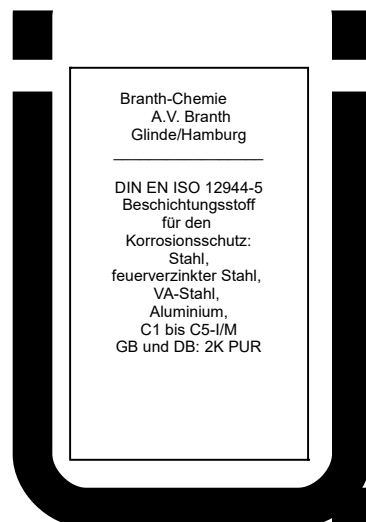 Branth-Chemie
A.V. Branth
Glinde/Hamburg
DIN EN ISO 12944-5
Beschichtungsstoff
für den
Korrosionsschutz:
Stahl,
feuerverzinkter Stahl,
VA-Stahl,
Aluminium,
C1 bis C5-I/M
GB und DB: 2K PUR